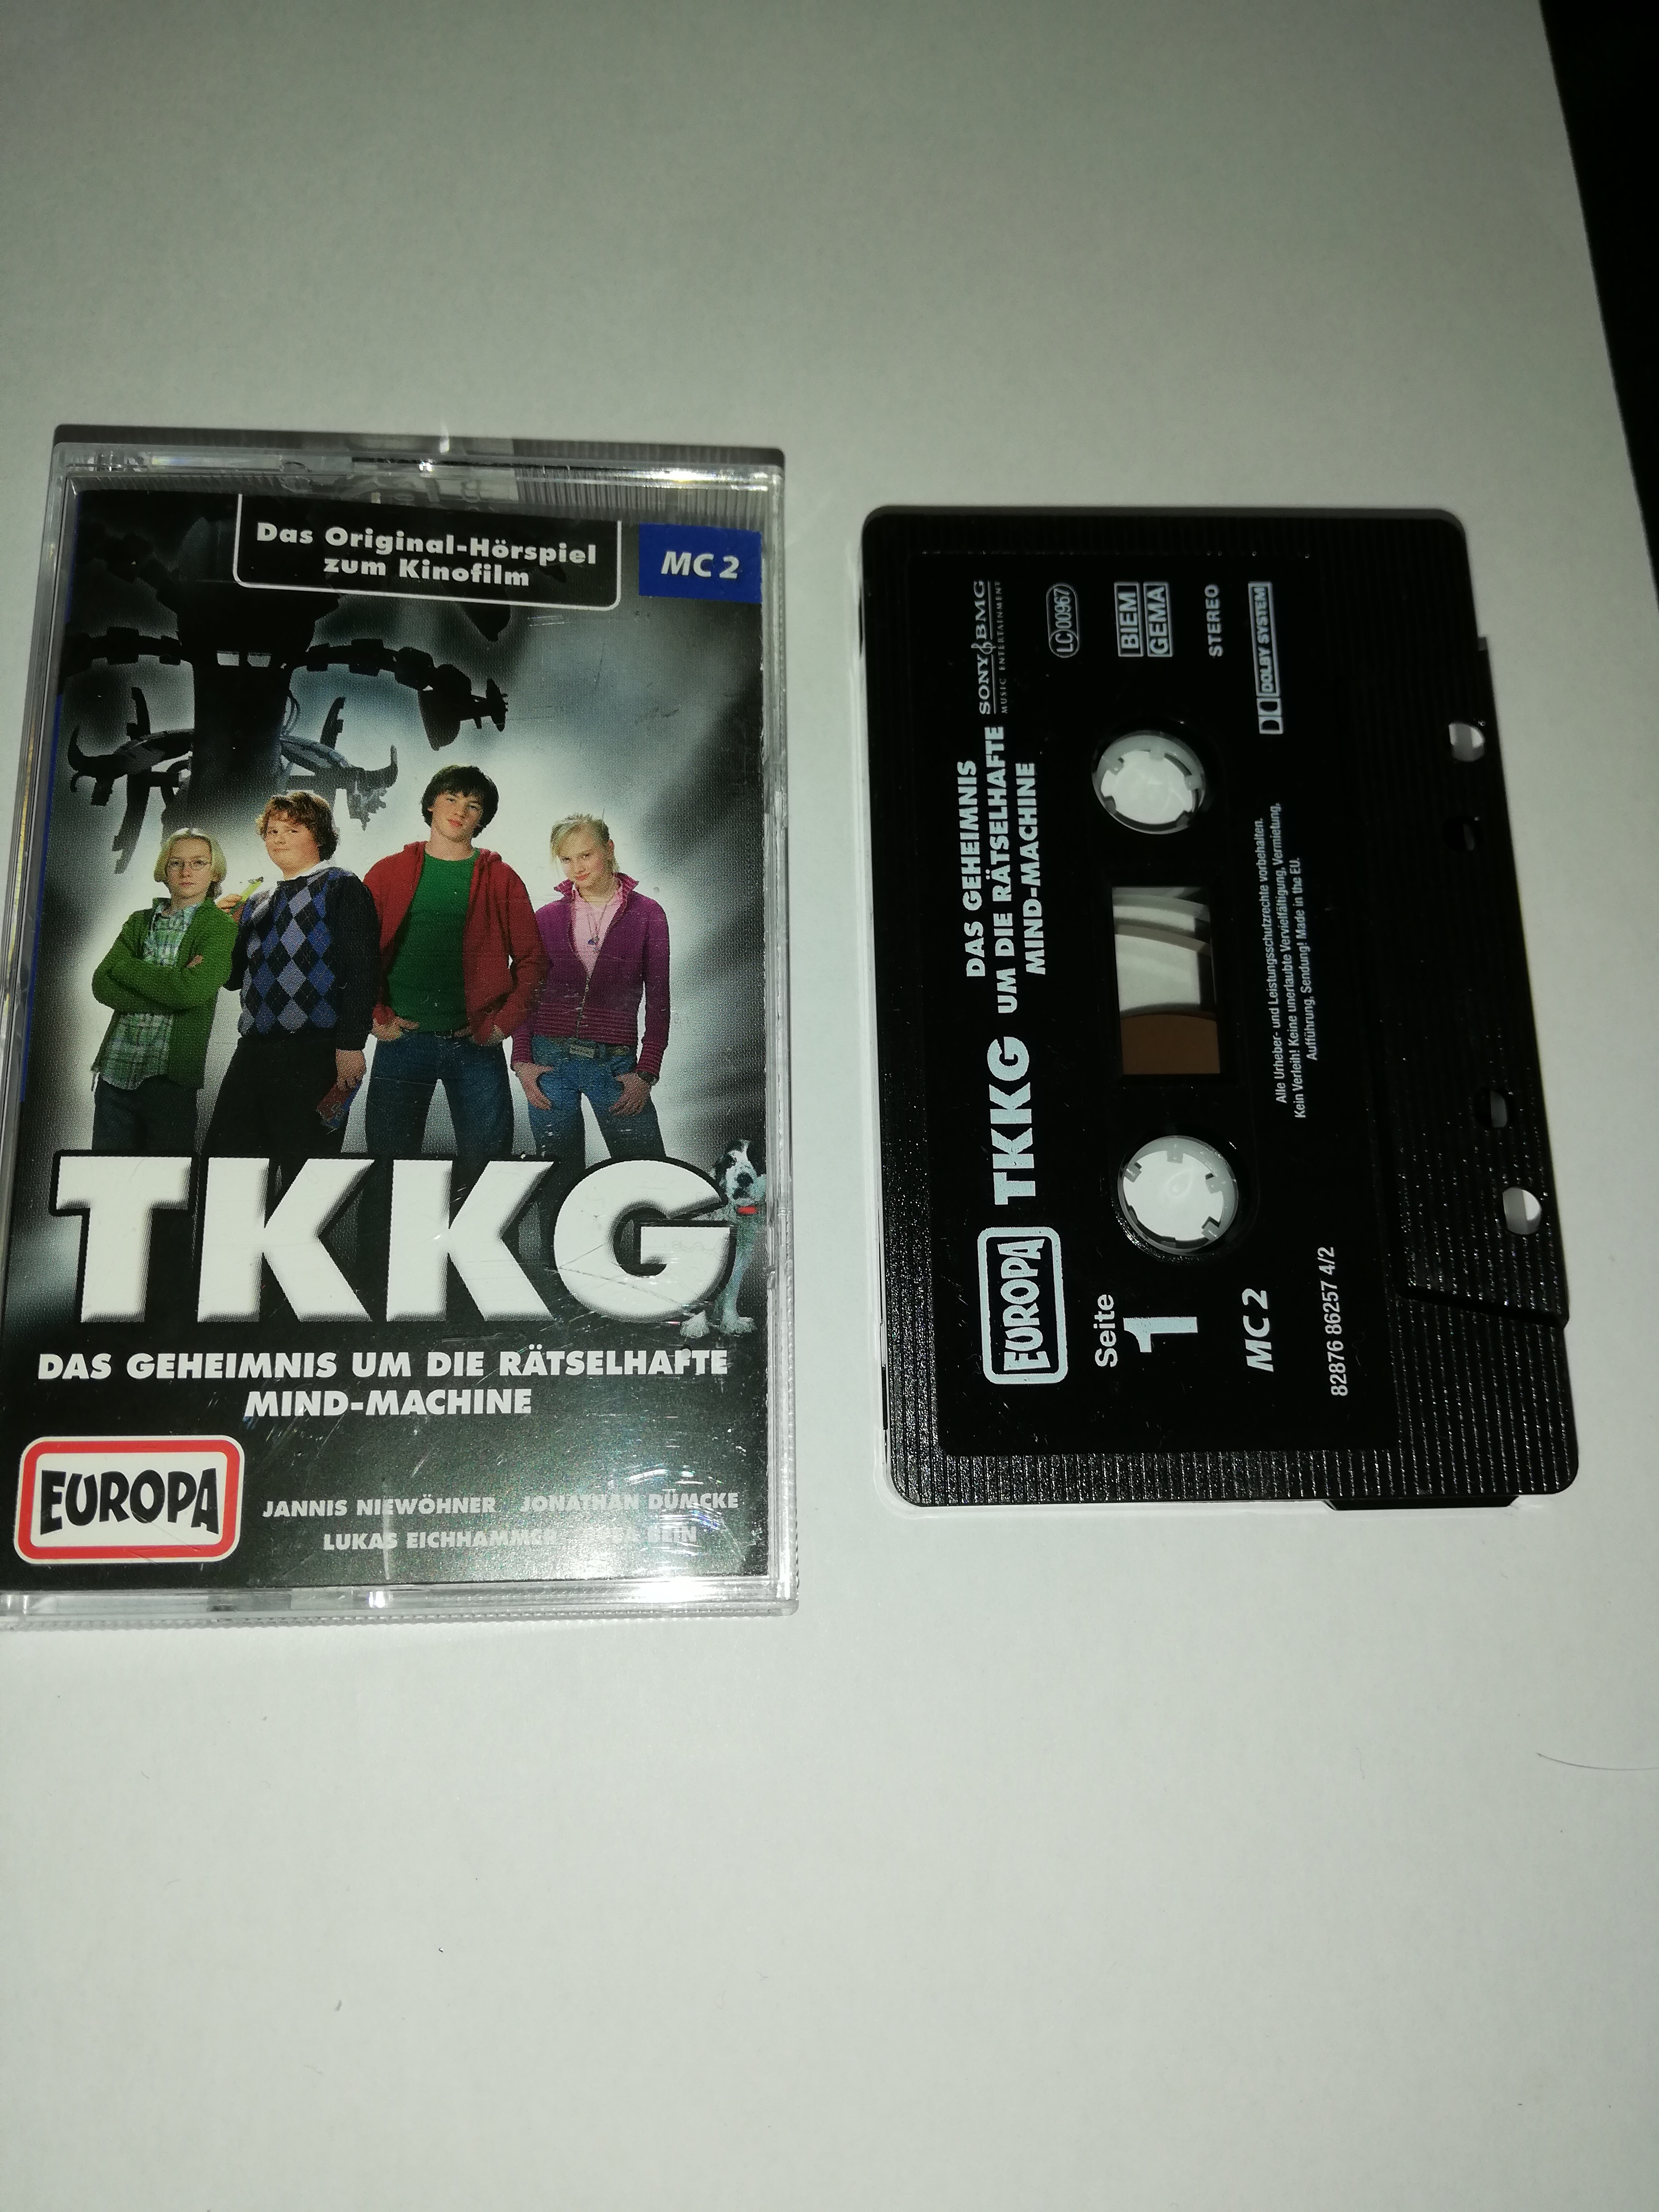 Das Original-Hörspiel
zum Kinofilm
MC 2
TKKG
DAS GEHEIMNIS UM DIE RÄTSELHAFTE
MIND-MACHINE
EUROPA
JANNIS NIEWÖHNER JONATHAN DÜMCKE
LUKAS EICHHAMMER
EUROPA
TKKG
DAS GEHEIMNIS
UM DIE RÄTSELHAFTE
MIND-MACHINE
SONY BMG
MUSIC ENTERTAINMENT
LC 00967
BIEM
GEMA
STEREO
DOLBY SYSTEM
Seite
1
MC 2
Alle Urheber- und Leistungsschutzrechte vorbehalten.
Kein Verleih! Keine unerlaubte Vervielfältigung, Vermietung,
Aufführung, Sendung! Made in the EU.
82876 86257 4/2